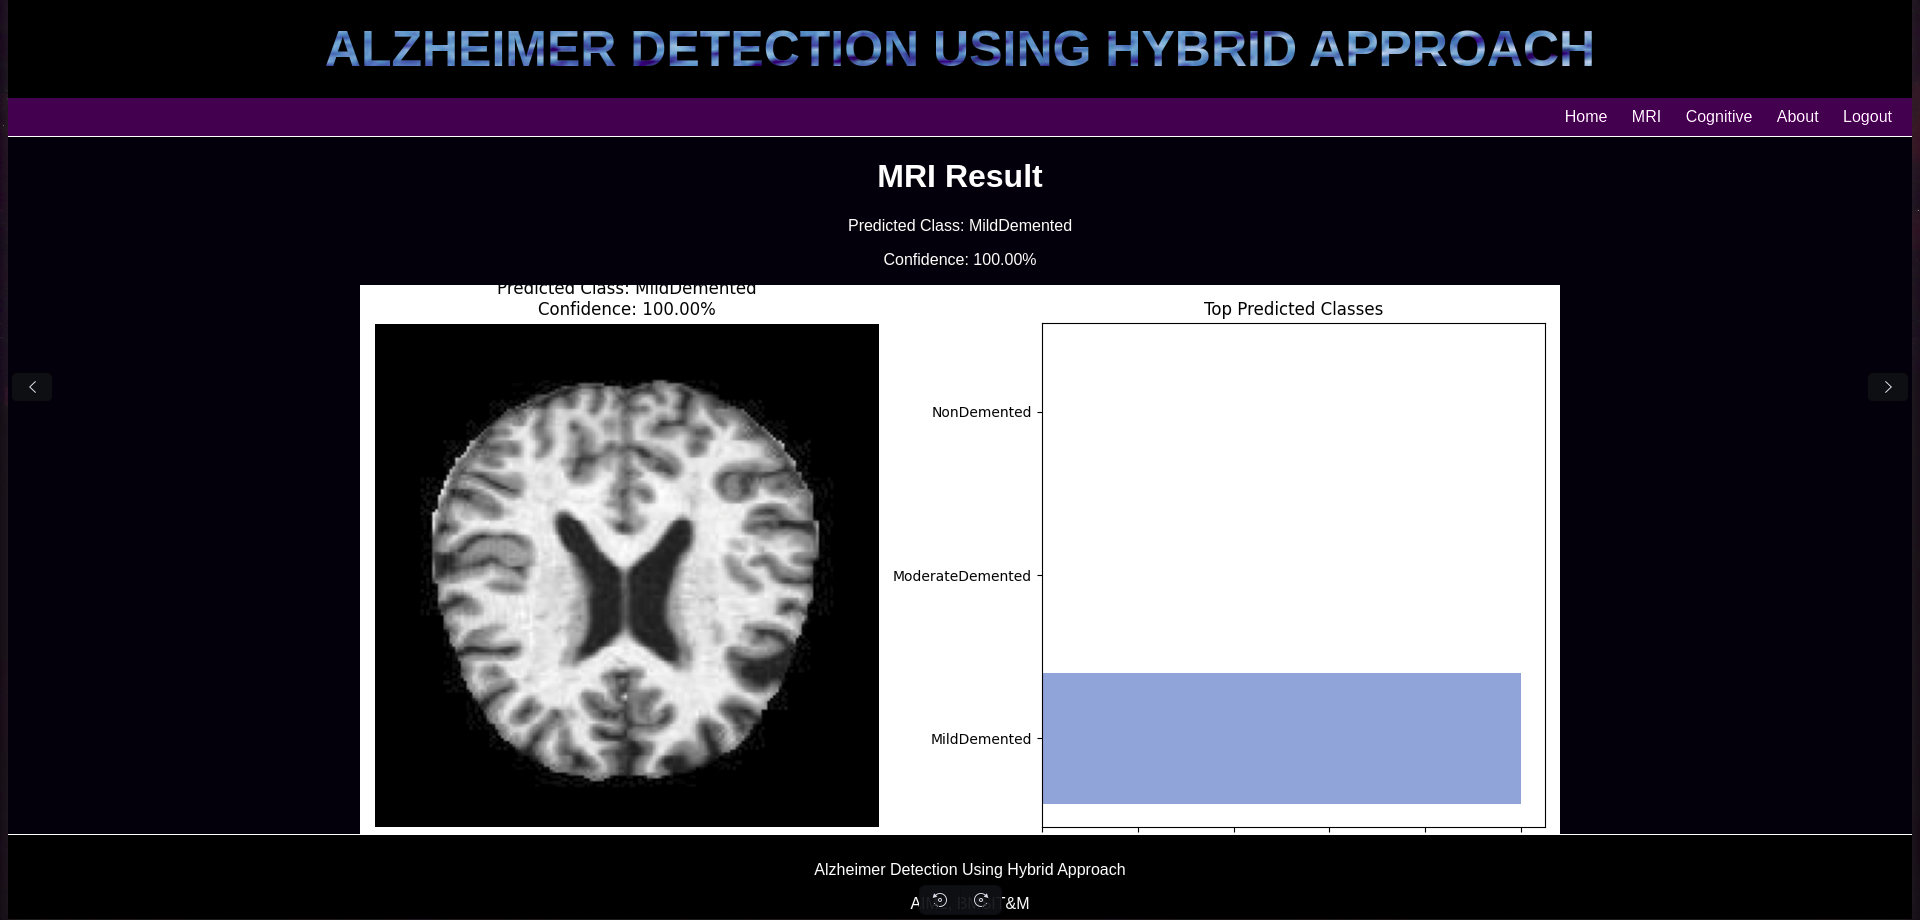 ALZHEIMER DETECTION USING HYBRID APPROACH
Home MRI Cognitive About Logout
MRI Result
Predicted Class: MildDemented
Confidence: 100.00%
Predicted Class: MildDemented
Confidence: 100.00%
Top Predicted Classes
NonDemented
ModerateDemented
MildDemented
Alzheimer Detection Using Hybrid Approach
T&M